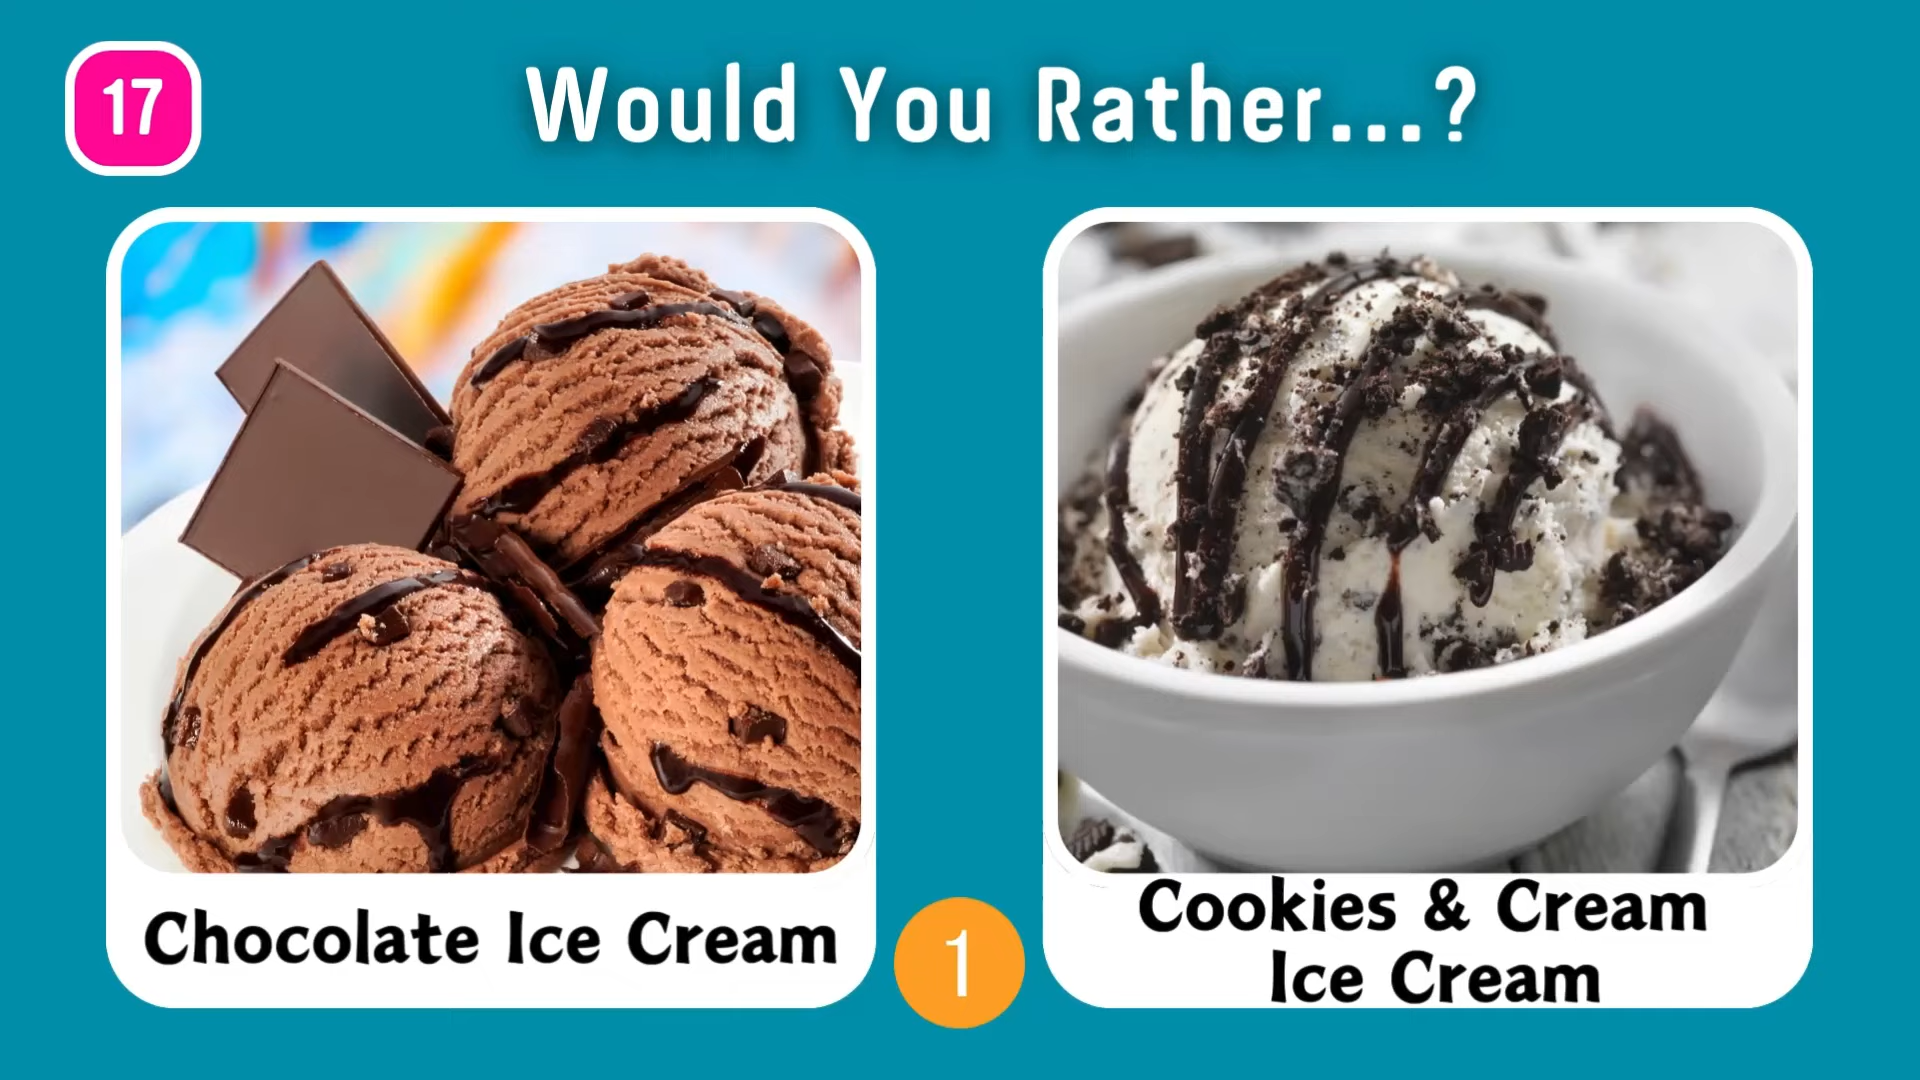 17
Would You Rather...?
Chocolate Ice Cream
1
Cookies & Cream
Ice Cream